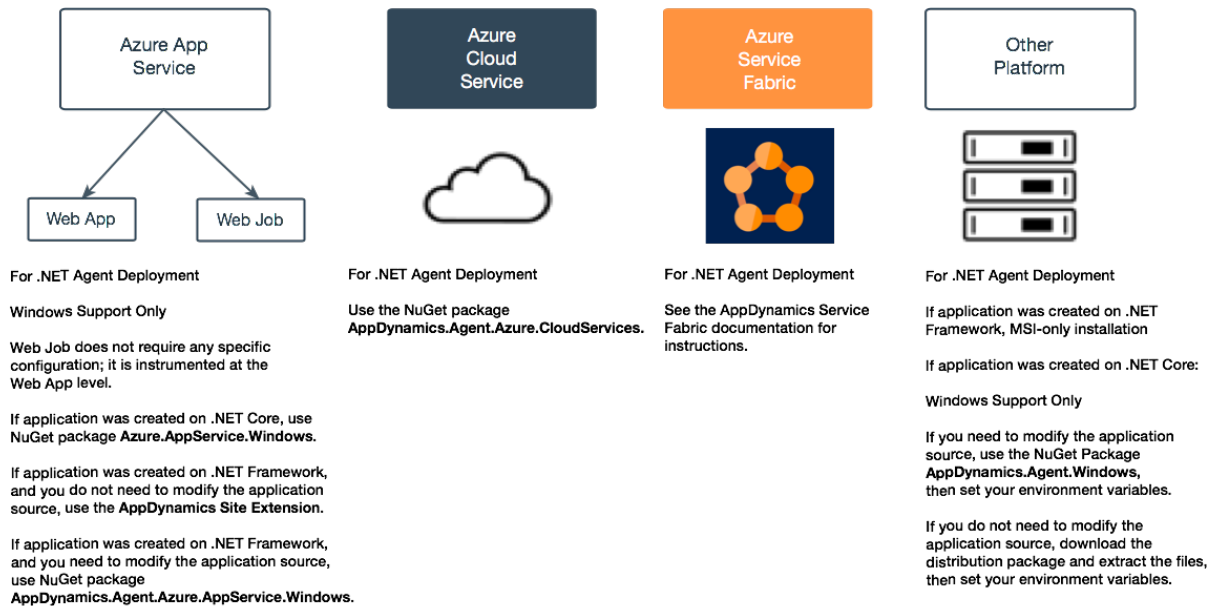 Azure App
Service
Web App
Web Job
For .NET Agent Deployment
Windows Support Only
Web Job does not require any specific
configuration; it is instrumented at the
Web App level.
If application was created on .NET Core, use
NuGet package Azure.AppService.Windows.
If application was created on .NET Framework,
and you do not need to modify the application
source, use the AppDynamics Site Extension.
If application was created on .NET Framework,
and you need to modify the application source,
use NuGet package
AppDynamics.Agent.Azure.AppService.Windows.
Azure
Cloud
Service
For .NET Agent Deployment
Use the NuGet package
AppDynamics.Agent.Azure.CloudServices.
Azure
Service
Fabric
For .NET Agent Deployment
See the AppDynamics Service
Fabric documentation for
instructions.
Other
Platform
For .NET Agent Deployment
If application was created on .NET
Framework, MSI-only installation
If application was created on .NET Core:
Windows Support Only
If you need to modify the application
source, use the NuGet Package
AppDynamics.Agent.Windows,
then set your environment variables.
If you do not need to modify the
application source, download the
distribution package and extract the files,
then set your environment variables.